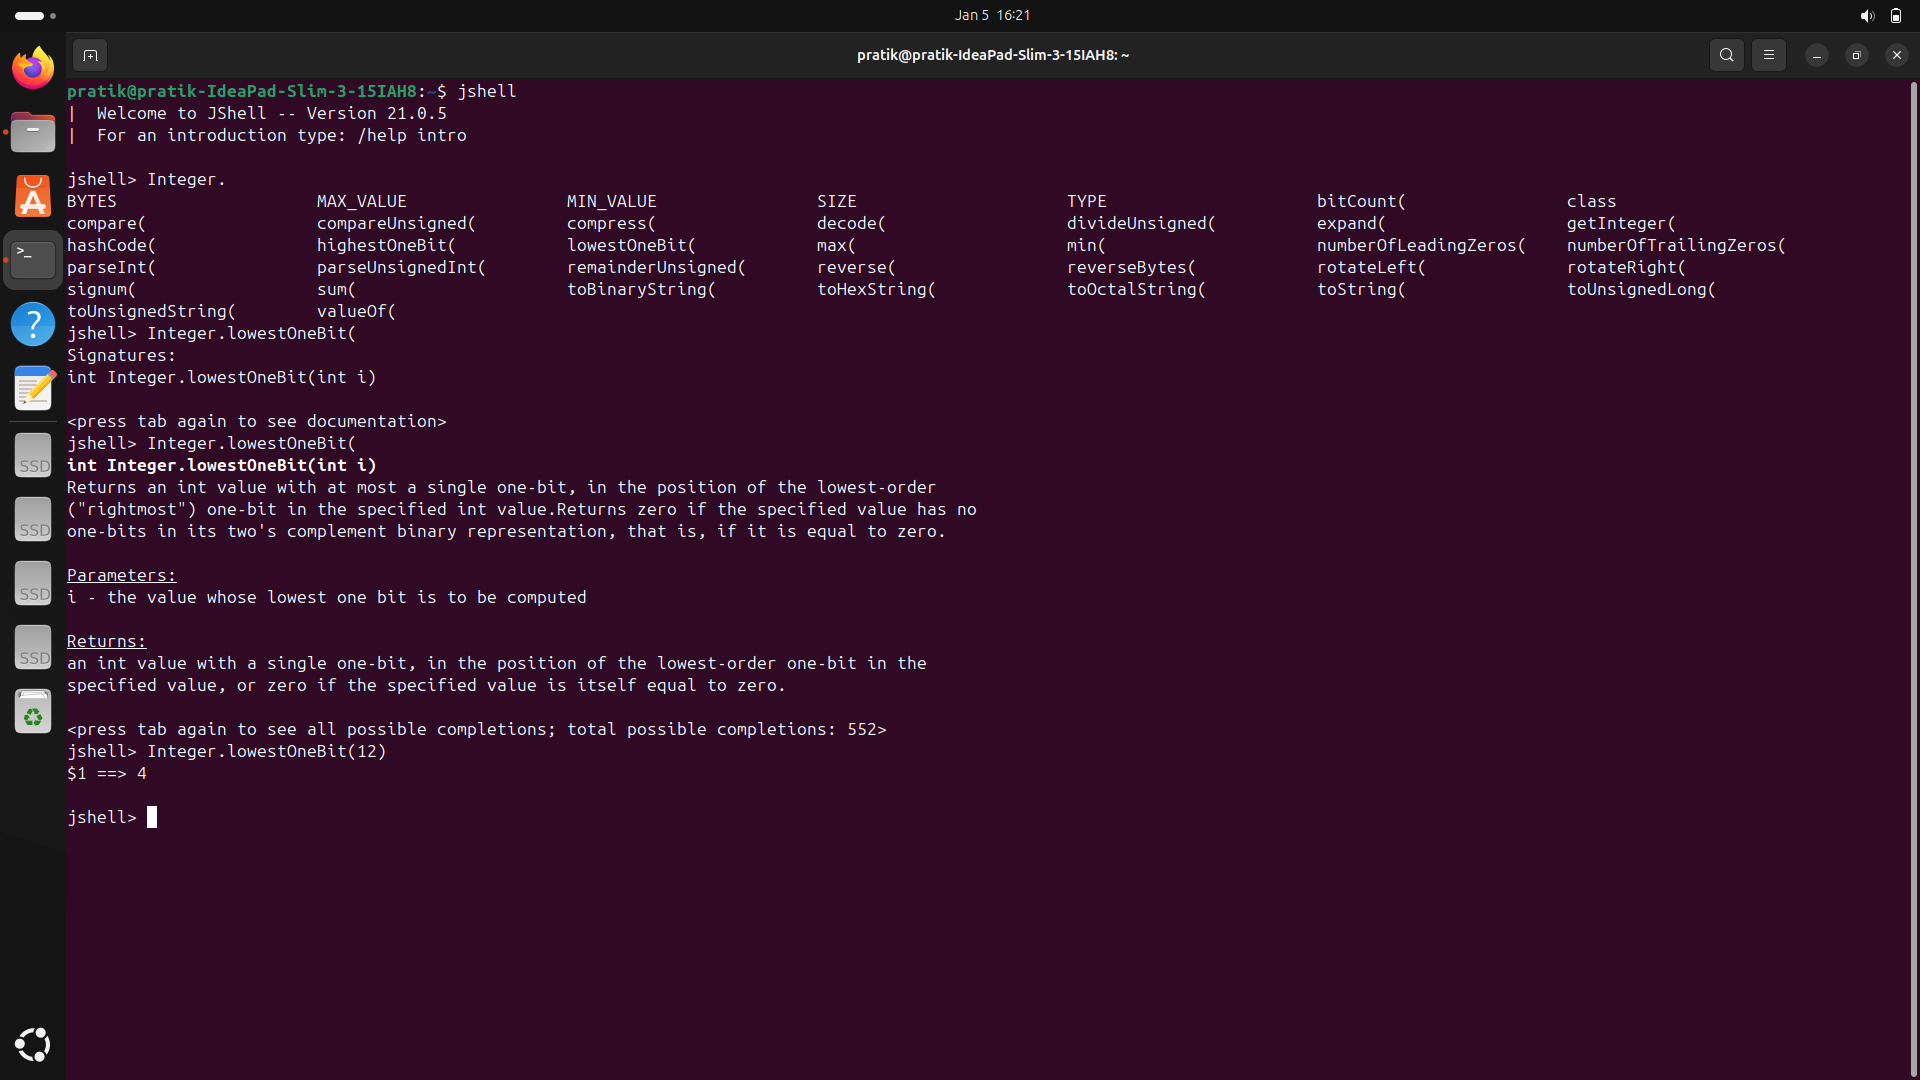 Jan 5 16:21
pratik@pratik-IdeaPad-Slim-3-15IAH8: ~
pratik@pratik-IdeaPad-Slim-3-15IAH8:~$ jshell
|  Welcome to JShell -- Version 21.0.5
|  For an introduction type: /help intro
jshell> Integer.
BYTES MAX_VALUE MIN_VALUE SIZE TYPE bitCount( class
compare( compareUnsigned( compress( decode( divideUnsigned( expand( getInteger(
hashCode( highestOneBit( lowestOneBit( max( min( numberOfLeadingZeros( numberOfTrailingZeros(
parseInt( parseUnsignedInt( remainderUnsigned( reverse( reverseBytes( rotateLeft( rotateRight(
signum( sum( toBinaryString( toHexString( toOctalString( toString( toUnsignedLong(
toUnsignedString( valueOf(
jshell> Integer.lowestOneBit(
Signatures:
int Integer.lowestOneBit(int i)
<press tab again to see documentation>
jshell> Integer.lowestOneBit(
int Integer.lowestOneBit(int i)
Returns an int value with at most a single one-bit, in the position of the lowest-order
("rightmost") one-bit in the specified int value.Returns zero if the specified value has no
one-bits in its two's complement binary representation, that is, if it is equal to zero.
Parameters:
i - the value whose lowest one bit is to be computed
Returns:
an int value with a single one-bit, in the position of the lowest-order one-bit in the
specified value, or zero if the specified value is itself equal to zero.
<press tab again to see all possible completions; total possible completions: 552>
jshell> Integer.lowestOneBit(12)
$1 ==> 4
jshell>
SSD
SSD
SSD
SSD